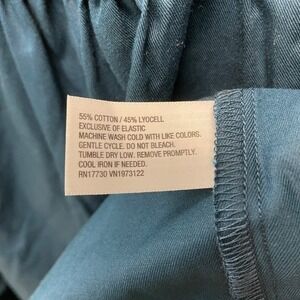 55% COTTON / 45% LYOCELL
EXCLUSIVE OF ELASTIC
MACHINE WASH COLD WITH LIKE COLORS.
GENTLE CYCLE. DO NOT BLEACH.
TUMBLE DRY LOW. REMOVE PROMPTLY.
COOL IRON IF NEEDED.
RN17730 VN1973122